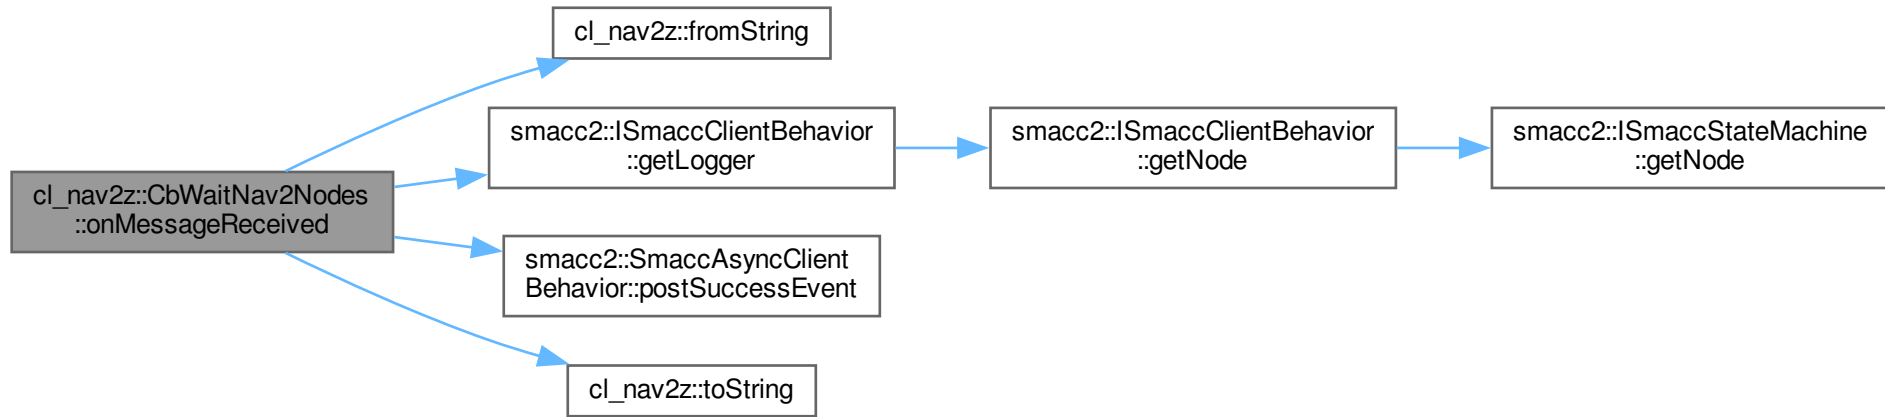 cl_nav2z::fromString
smacc2::ISmaccClientBehavior
::getLogger
smacc2::ISmaccClientBehavior
::getNode
smacc2::ISmaccStateMachine
::getNode
cl_nav2z::CbWaitNav2Nodes
::onMessageReceived
smacc2::SmaccAsyncClient
Behavior::postSuccessEvent
cl_nav2z::toString